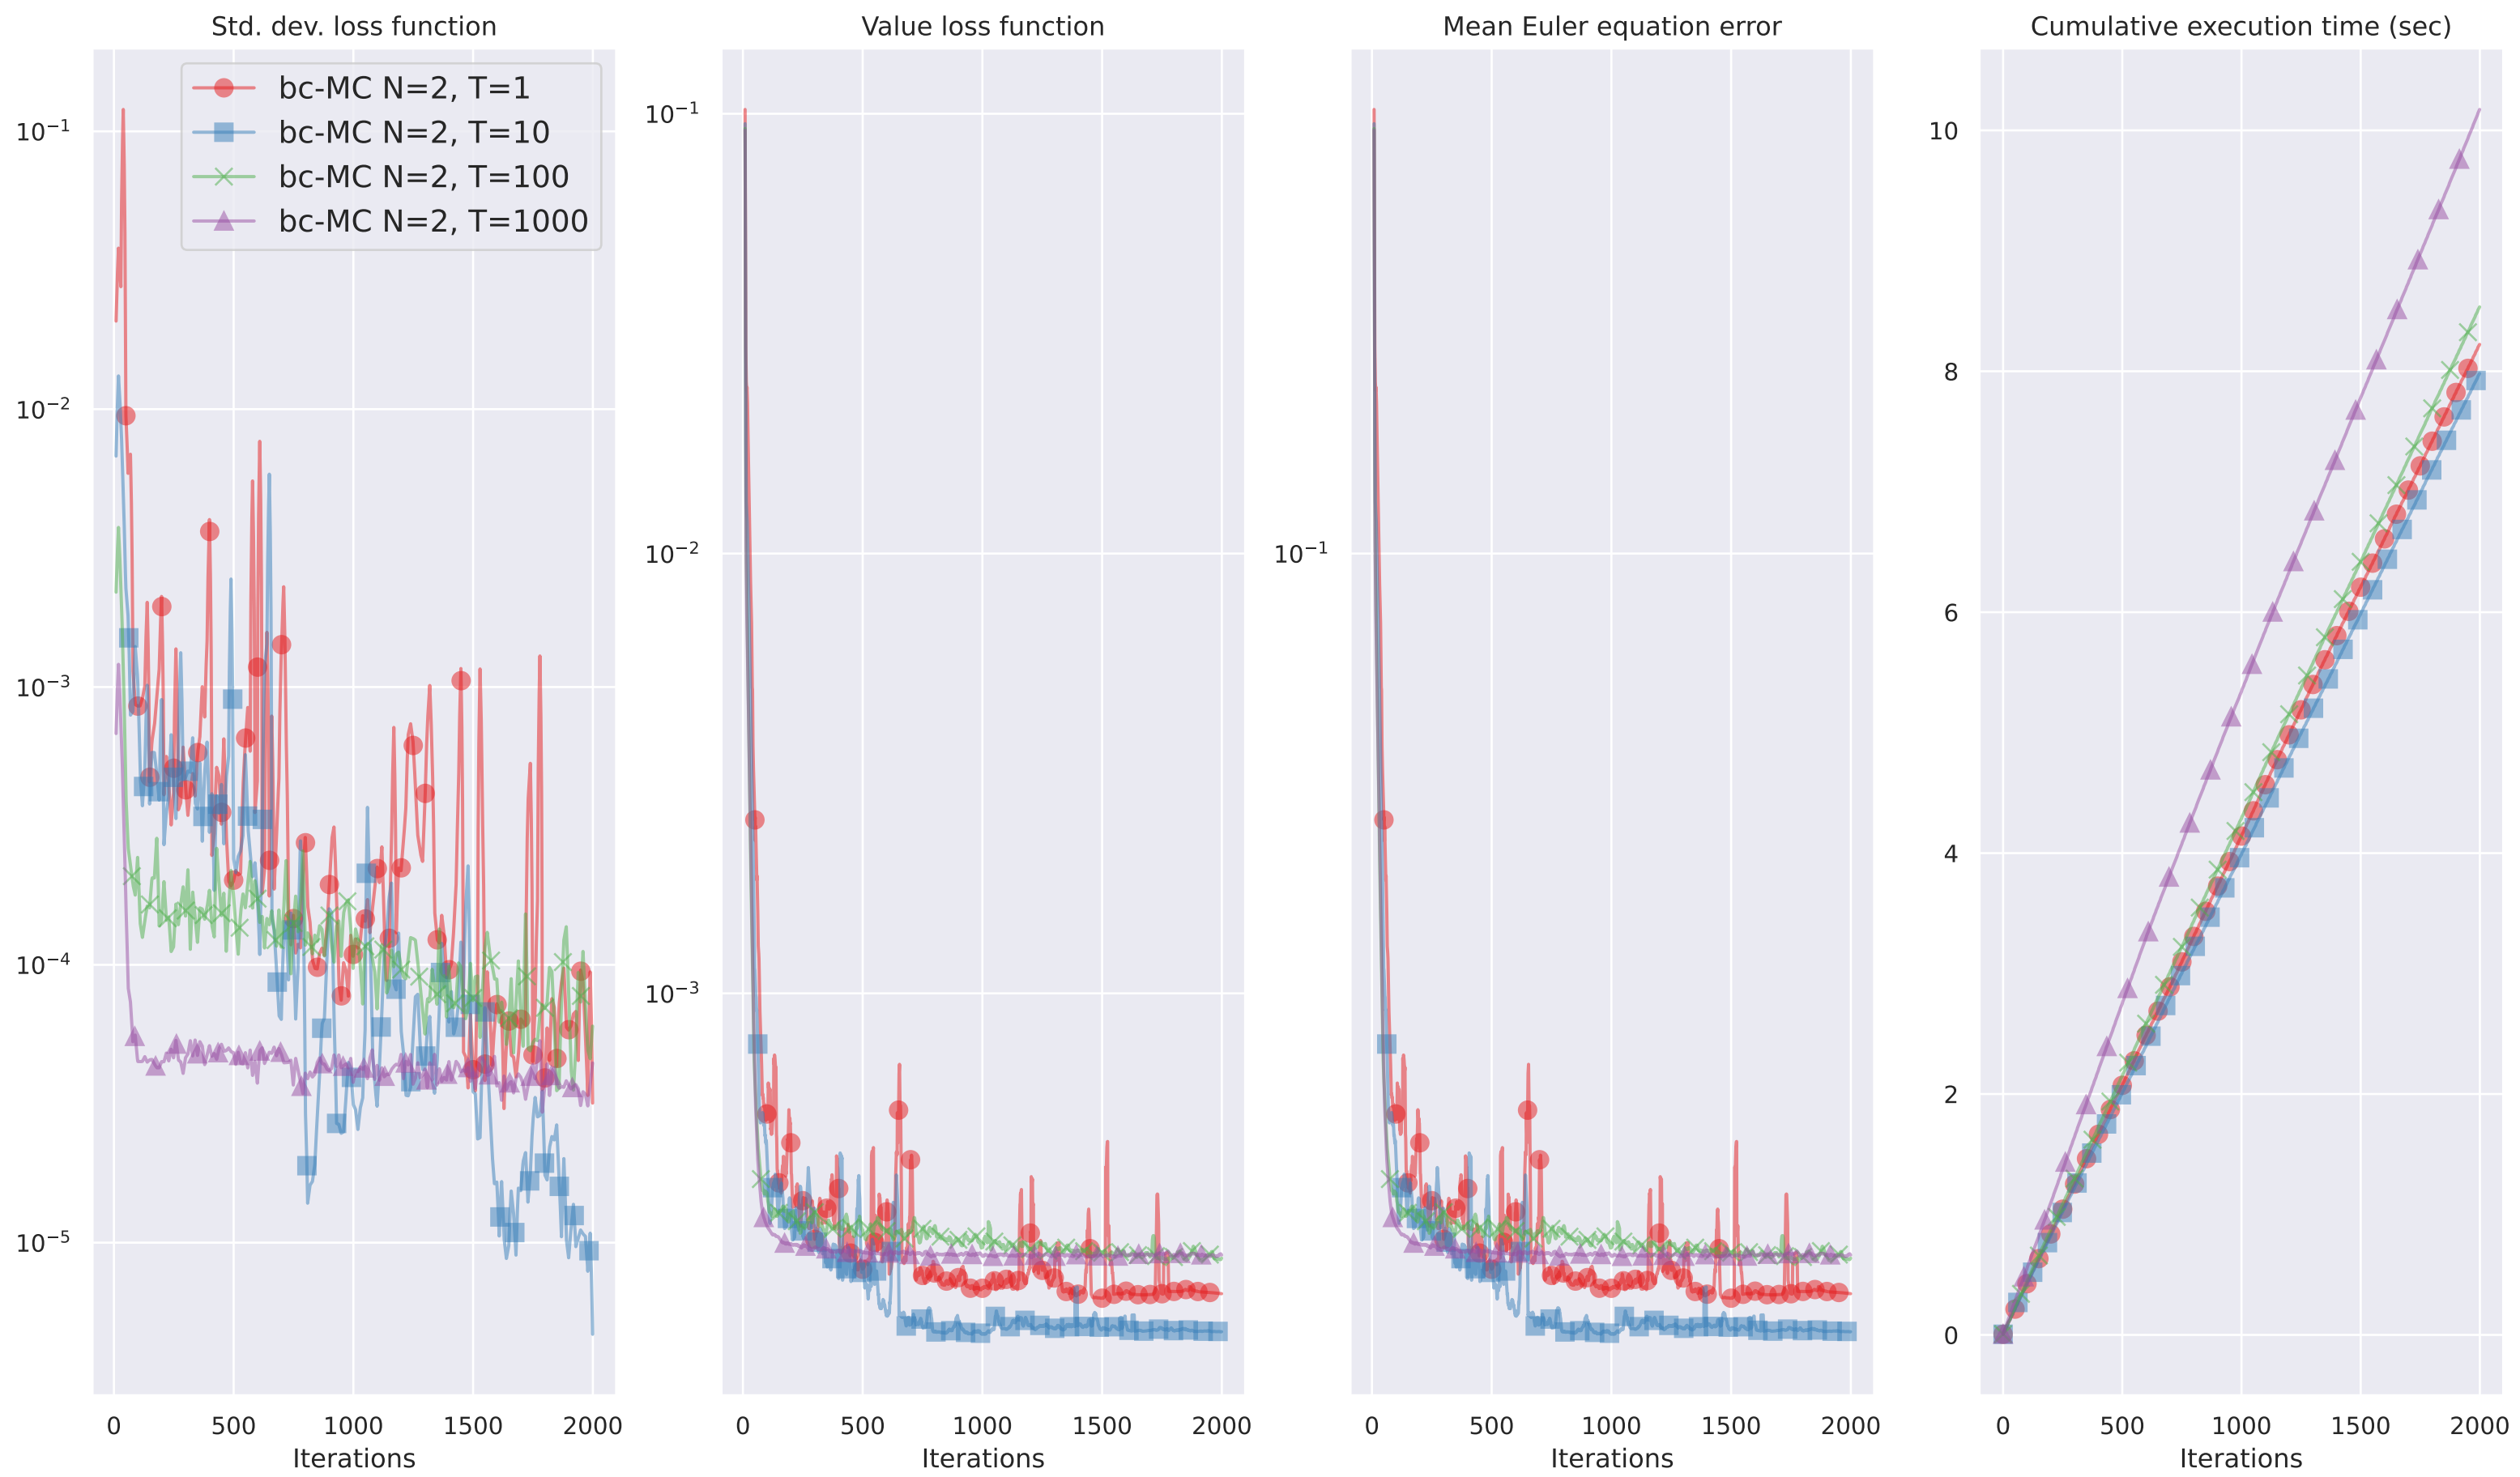 Std. dev. loss function
10⁻¹
10⁻²
10⁻³
10⁻⁴
10⁻⁵
bc-MC N=2, T=1
bc-MC N=2, T=10
bc-MC N=2, T=100
bc-MC N=2, T=1000
0 500 1000 1500 2000
Iterations
Value loss function
10⁻¹
10⁻²
10⁻³
0 500 1000 1500 2000
Iterations
Mean Euler equation error
10⁻¹
0 500 1000 1500 2000
Iterations
Cumulative execution time (sec)
10
8
6
4
2
0
0 500 1000 1500 2000
Iterations